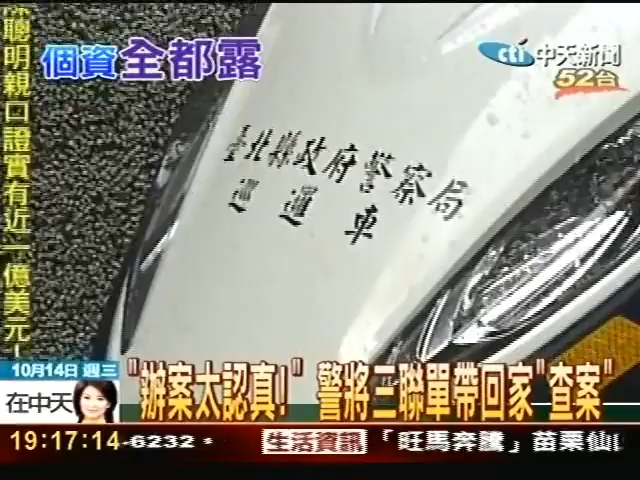 聰明親口證實有近一億美元!
個資全都露
cti 中天新聞
52台
臺北縣政府警察局
巡邏車
10月14日 週三
在中天
"辦案太認真!" 警將三聯單帶回家"查案"
19:17:14 -6232。 生活資訊 「旺馬奔騰」苗栗仙山